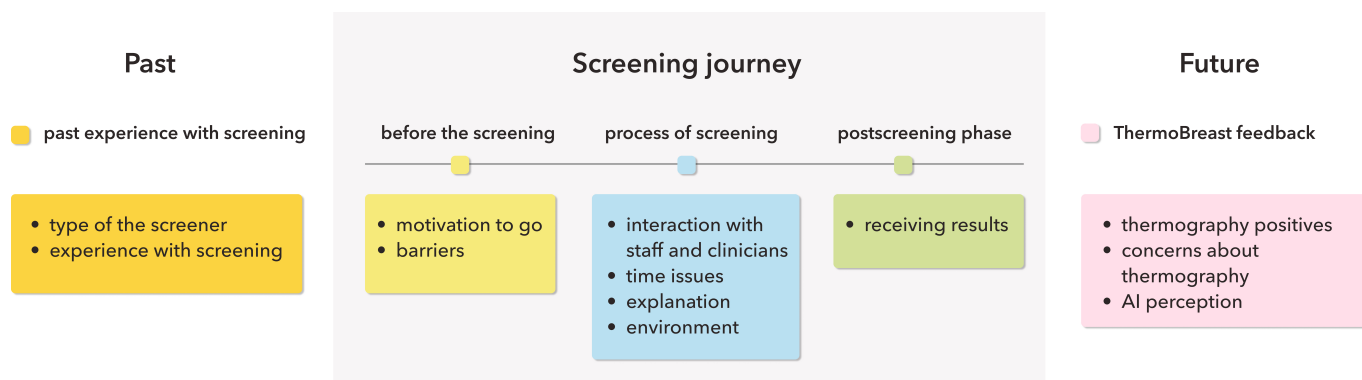 Past
Screening journey
Future
past experience with screening
before the screening
process of screening
postscreening phase
ThermoBreast feedback
• type of the screener
• experience with screening
• motivation to go
• barriers
• interaction with
staff and clinicians
• time issues
• explanation
• environment
• receiving results
• thermography positives
• concerns about
thermography
• AI perception